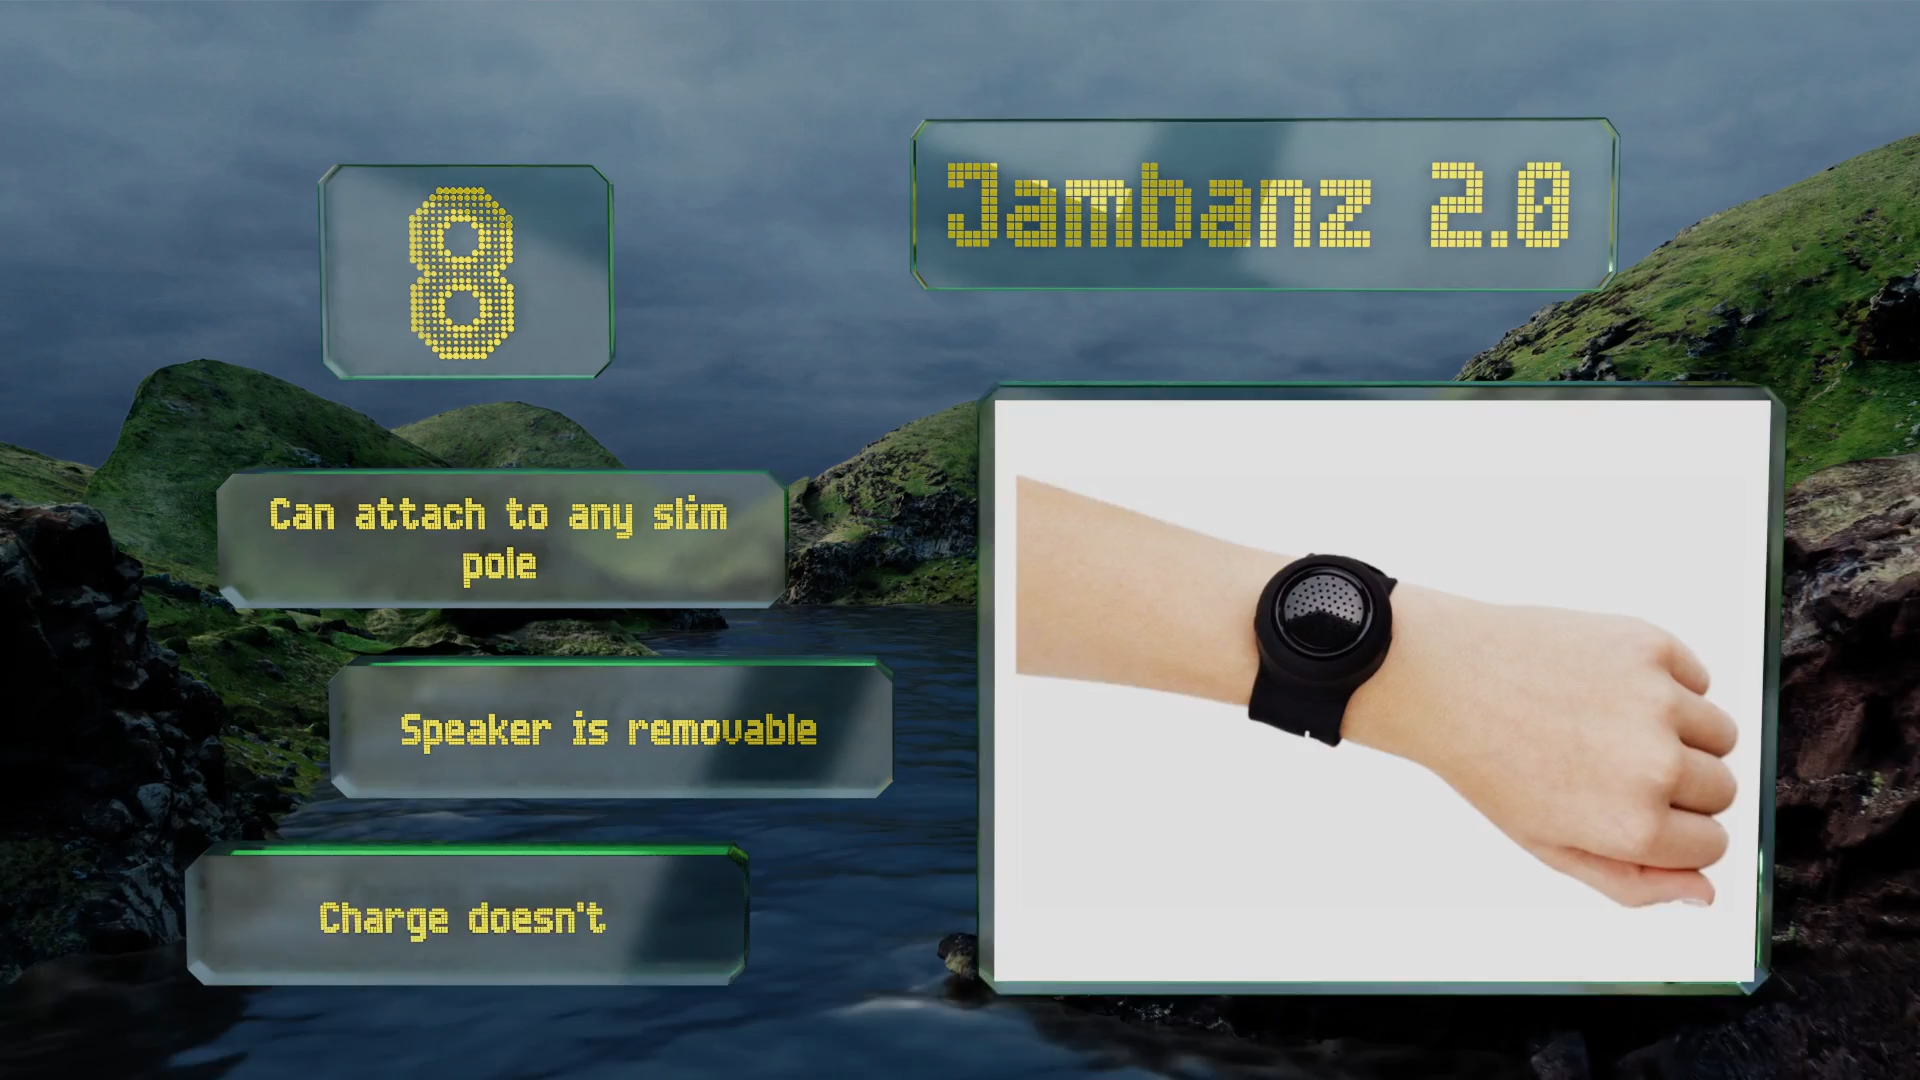 8
Jambanz 2.0
Can attach to any slim
pole
Speaker is removable
Charge doesn't